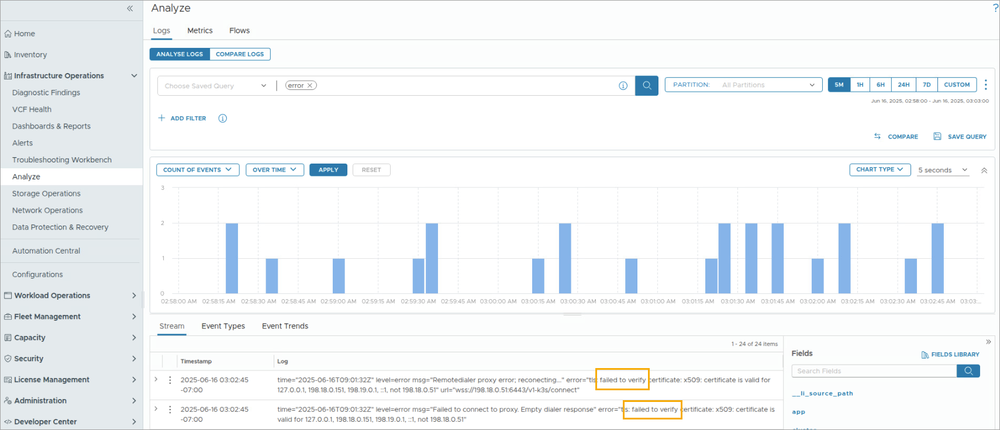 Analyze
?
Home
Inventory
Infrastructure Operations
Diagnostic Findings
VCF Health
Dashboards & Reports
Alerts
Troubleshooting Workbench
Analyze
Storage Operations
Network Operations
Data Protection & Recovery
Automation Central
Configurations
Workload Operations
Fleet Management
Capacity
Security
License Management
Administration
Developer Center
Logs Metrics Flows
ANALYSE LOGS COMPARE LOGS
Choose Saved Query error PARTITION: All Partitions 5M 1H 6H 24H 7D CUSTOM
Jun 16, 2025, 02:58:00 - Jun 16, 2025, 03:03:00
ADD FILTER
COMPARE SAVE QUERY
COUNT OF EVENTS OVER TIME APPLY RESET CHART TYPE 5 seconds
3
2
1
0
02:58:00 AM 02:58:15 AM 02:58:30 AM 02:58:45 AM 02:59:00 AM 02:59:15 AM 02:59:30 AM 02:59:45 AM 03:00:00 AM 03:00:15 AM 03:00:30 AM 03:00:45 AM 03:01:00 AM 03:01:15 AM 03:01:30 AM 03:01:45 AM 03:02:00 AM 03:02:15 AM 03:02:30 AM 03:02:45 AM 03:03:...
Stream Event Types Event Trends
1 - 24 of 24 items
Timestamp Log
2025-06-16 03:02:45
-07:00
time="2025-06-16T09:01:32Z" level=error msg="Remotedialer proxy error; reconecting..." error="tls: failed to verify certificate: x509: certificate is valid for
127.0.0.1, 198.18.0.151, 198.19.0.1, ::1, not 198.18.0.51" url="wss://198.18.0.51:6443/v1-k3s/connect"
2025-06-16 03:02:45
-07:00
time="2025-06-16T09:01:32Z" level=error msg="Failed to connect to proxy. Empty dialer response" error="tls: failed to verify certificate: x509: certificate is
valid for 127.0.0.1, 198.18.0.151, 198.19.0.1, ::1, not 198.18.0.51"
Fields FIELDS LIBRARY
Search Fields
__li_source_path
app